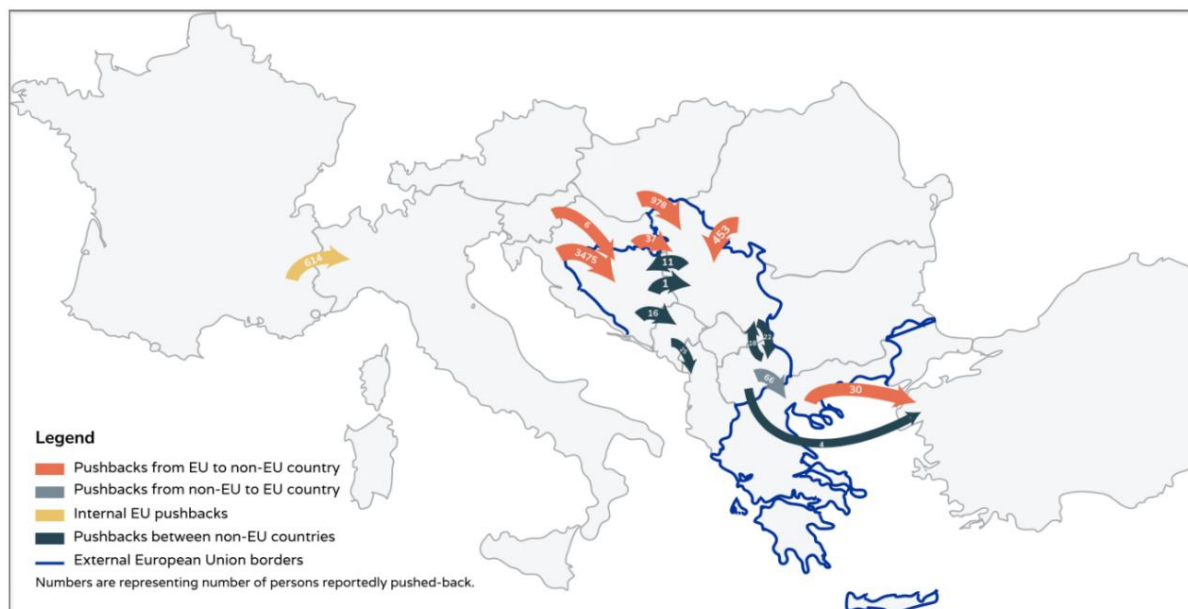 978
6
453
37
3475
11
614
1
16
66
30
4
Legend
Pushbacks from EU to non-EU country
Pushbacks from non-EU to EU country
Internal EU pushbacks
Pushbacks between non-EU countries
External European Union borders
Numbers are representing number of persons reportedly pushed-back.